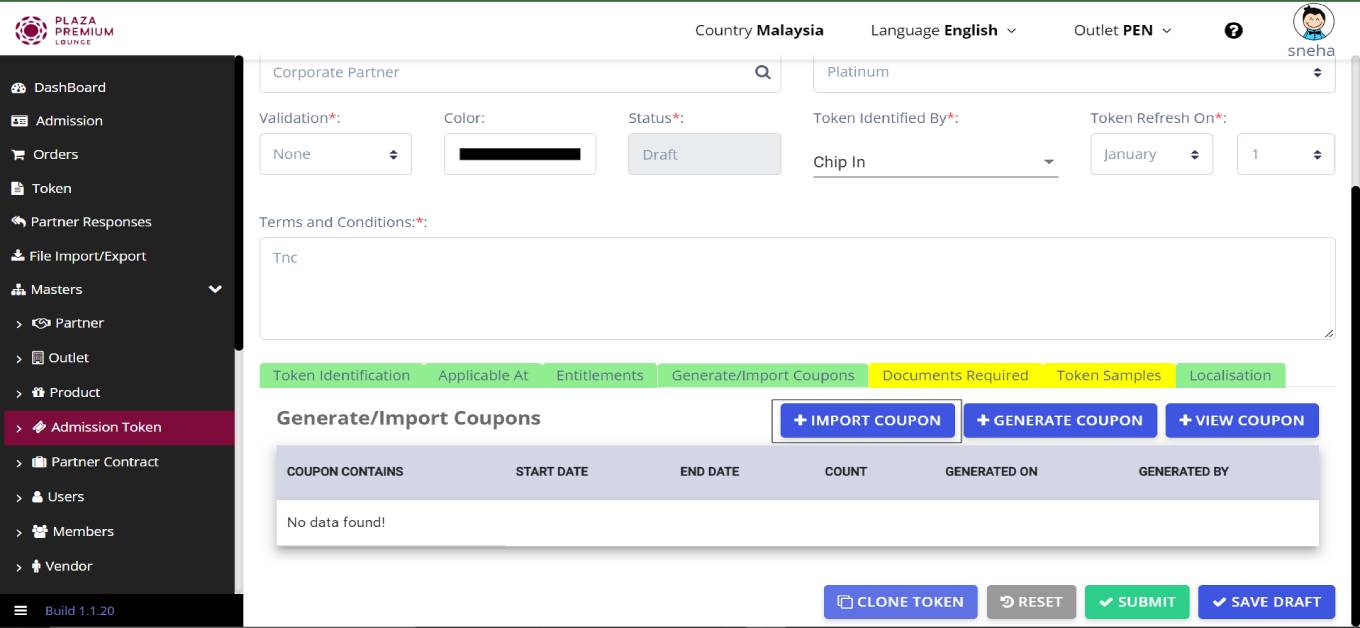 PLAZA
PREMIUM
LOUNGE
Country Malaysia
Language English
Outlet PEN
sneha
DashBoard
Admission
Orders
Token
Partner Responses
File Import/Export
Masters
Partner
Outlet
Product
Admission Token
Partner Contract
Users
Members
Vendor
Build 1.1.20
Corporate Partner
Platinum
Validation*:
Color:
Status*:
Token Identified By*:
Token Refresh On*:
None
Draft
Chip In
January
1
Terms and Conditions:*:
Tnc
Token Identification
Applicable At
Entitlements
Generate/Import Coupons
Documents Required
Token Samples
Localisation
Generate/Import Coupons
IMPORT COUPON
GENERATE COUPON
VIEW COUPON
COUPON CONTAINS
START DATE
END DATE
COUNT
GENERATED ON
GENERATED BY
No data found!
CLONE TOKEN
RESET
SUBMIT
SAVE DRAFT